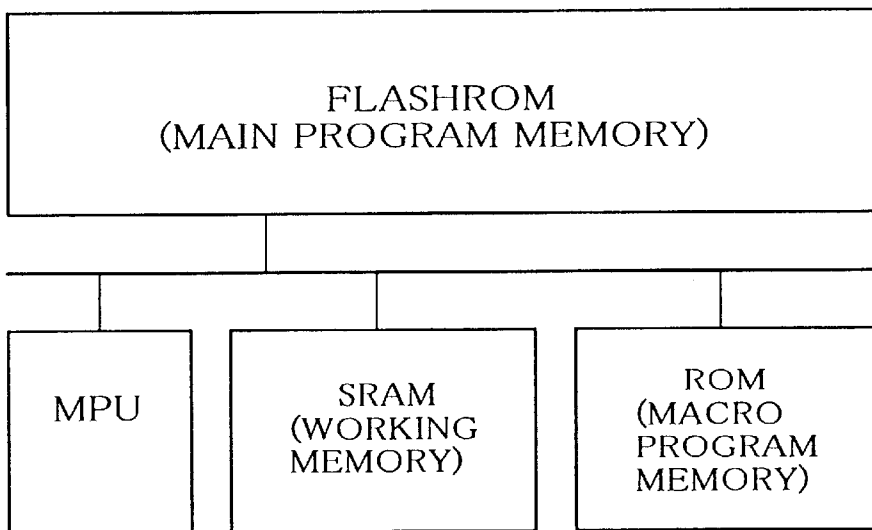 FLASHROM
(MAIN PROGRAM MEMORY)
MPU
SRAM
(WORKING
MEMORY)
ROM
(MACRO
PROGRAM
MEMORY)